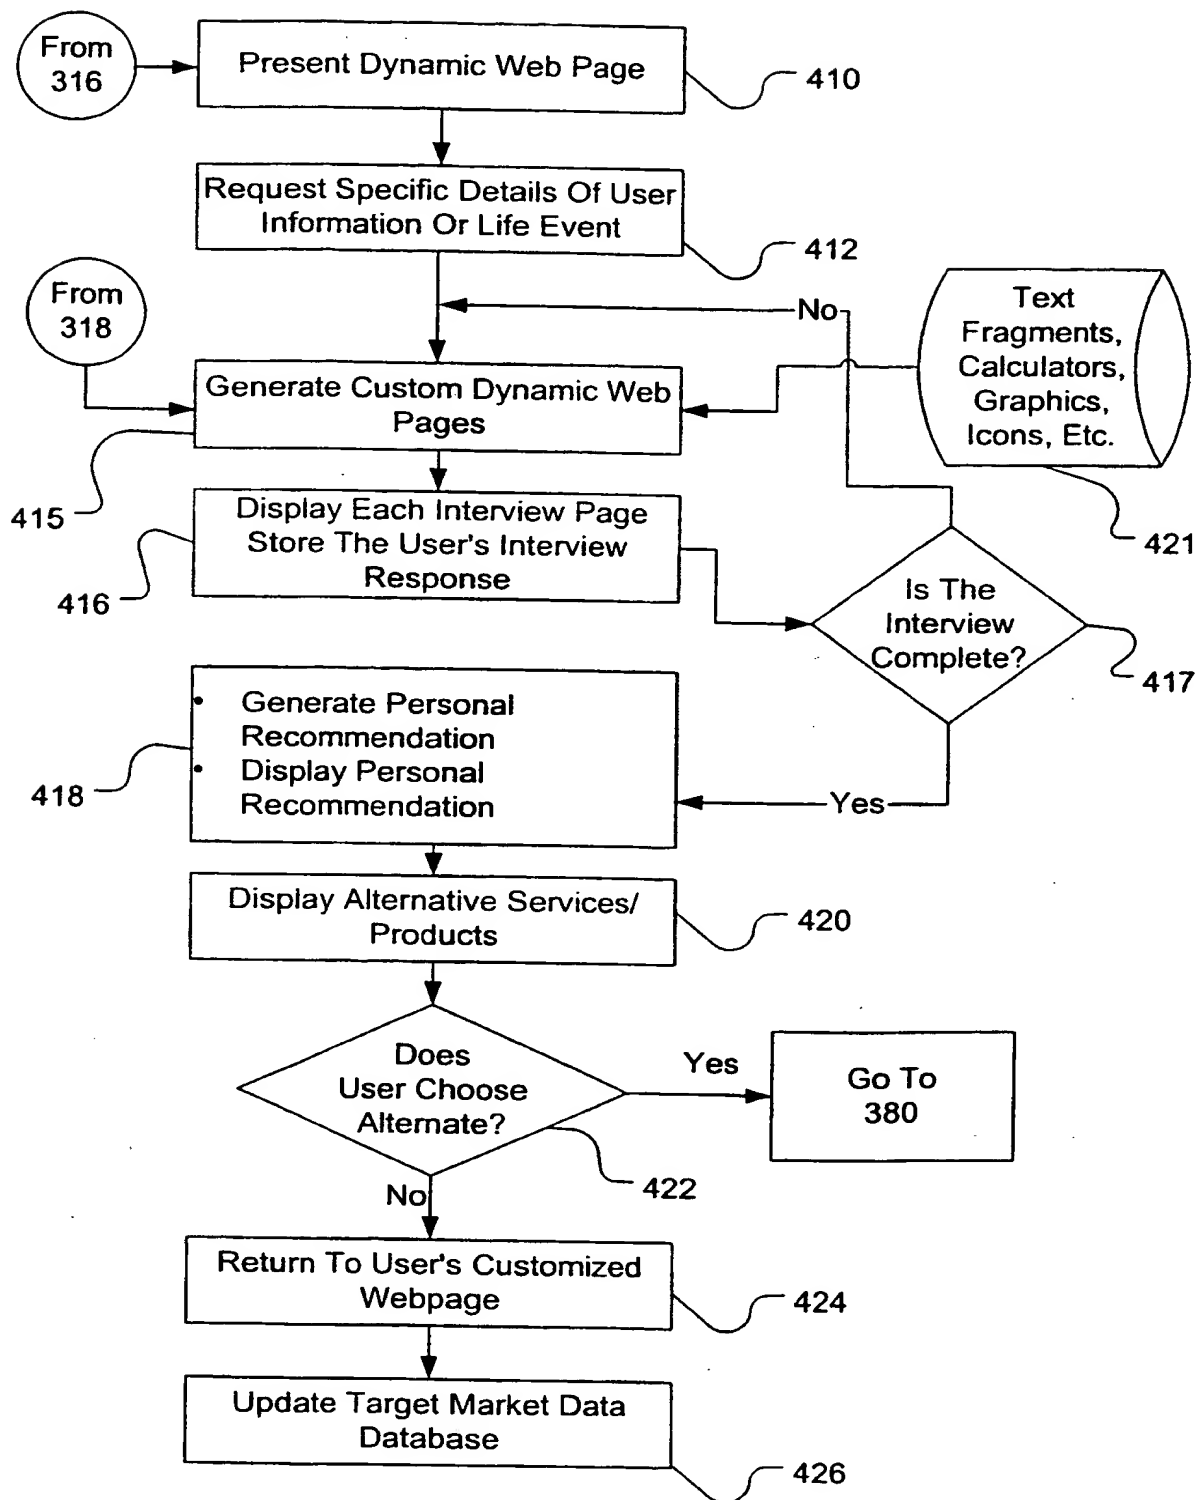 From
316
Present Dynamic Web Page
410
Request Specific Details Of User
Information Or Life Event
412
From
318
No
Text
Fragments,
Calculators,
Graphics,
Icons, Etc.
421
Generate Custom Dynamic Web
Pages
415
Display Each Interview Page
Store The User's Interview
Response
416
Is The
Interview
Complete?
417
• Generate Personal
Recommendation
• Display Personal
Recommendation
418
Yes
Display Alternative Services/
Products
420
Does
User Choose
Alternate?
422
Yes
Go To
380
No
Return To User's Customized
Webpage
424
Update Target Market Data
Database
426